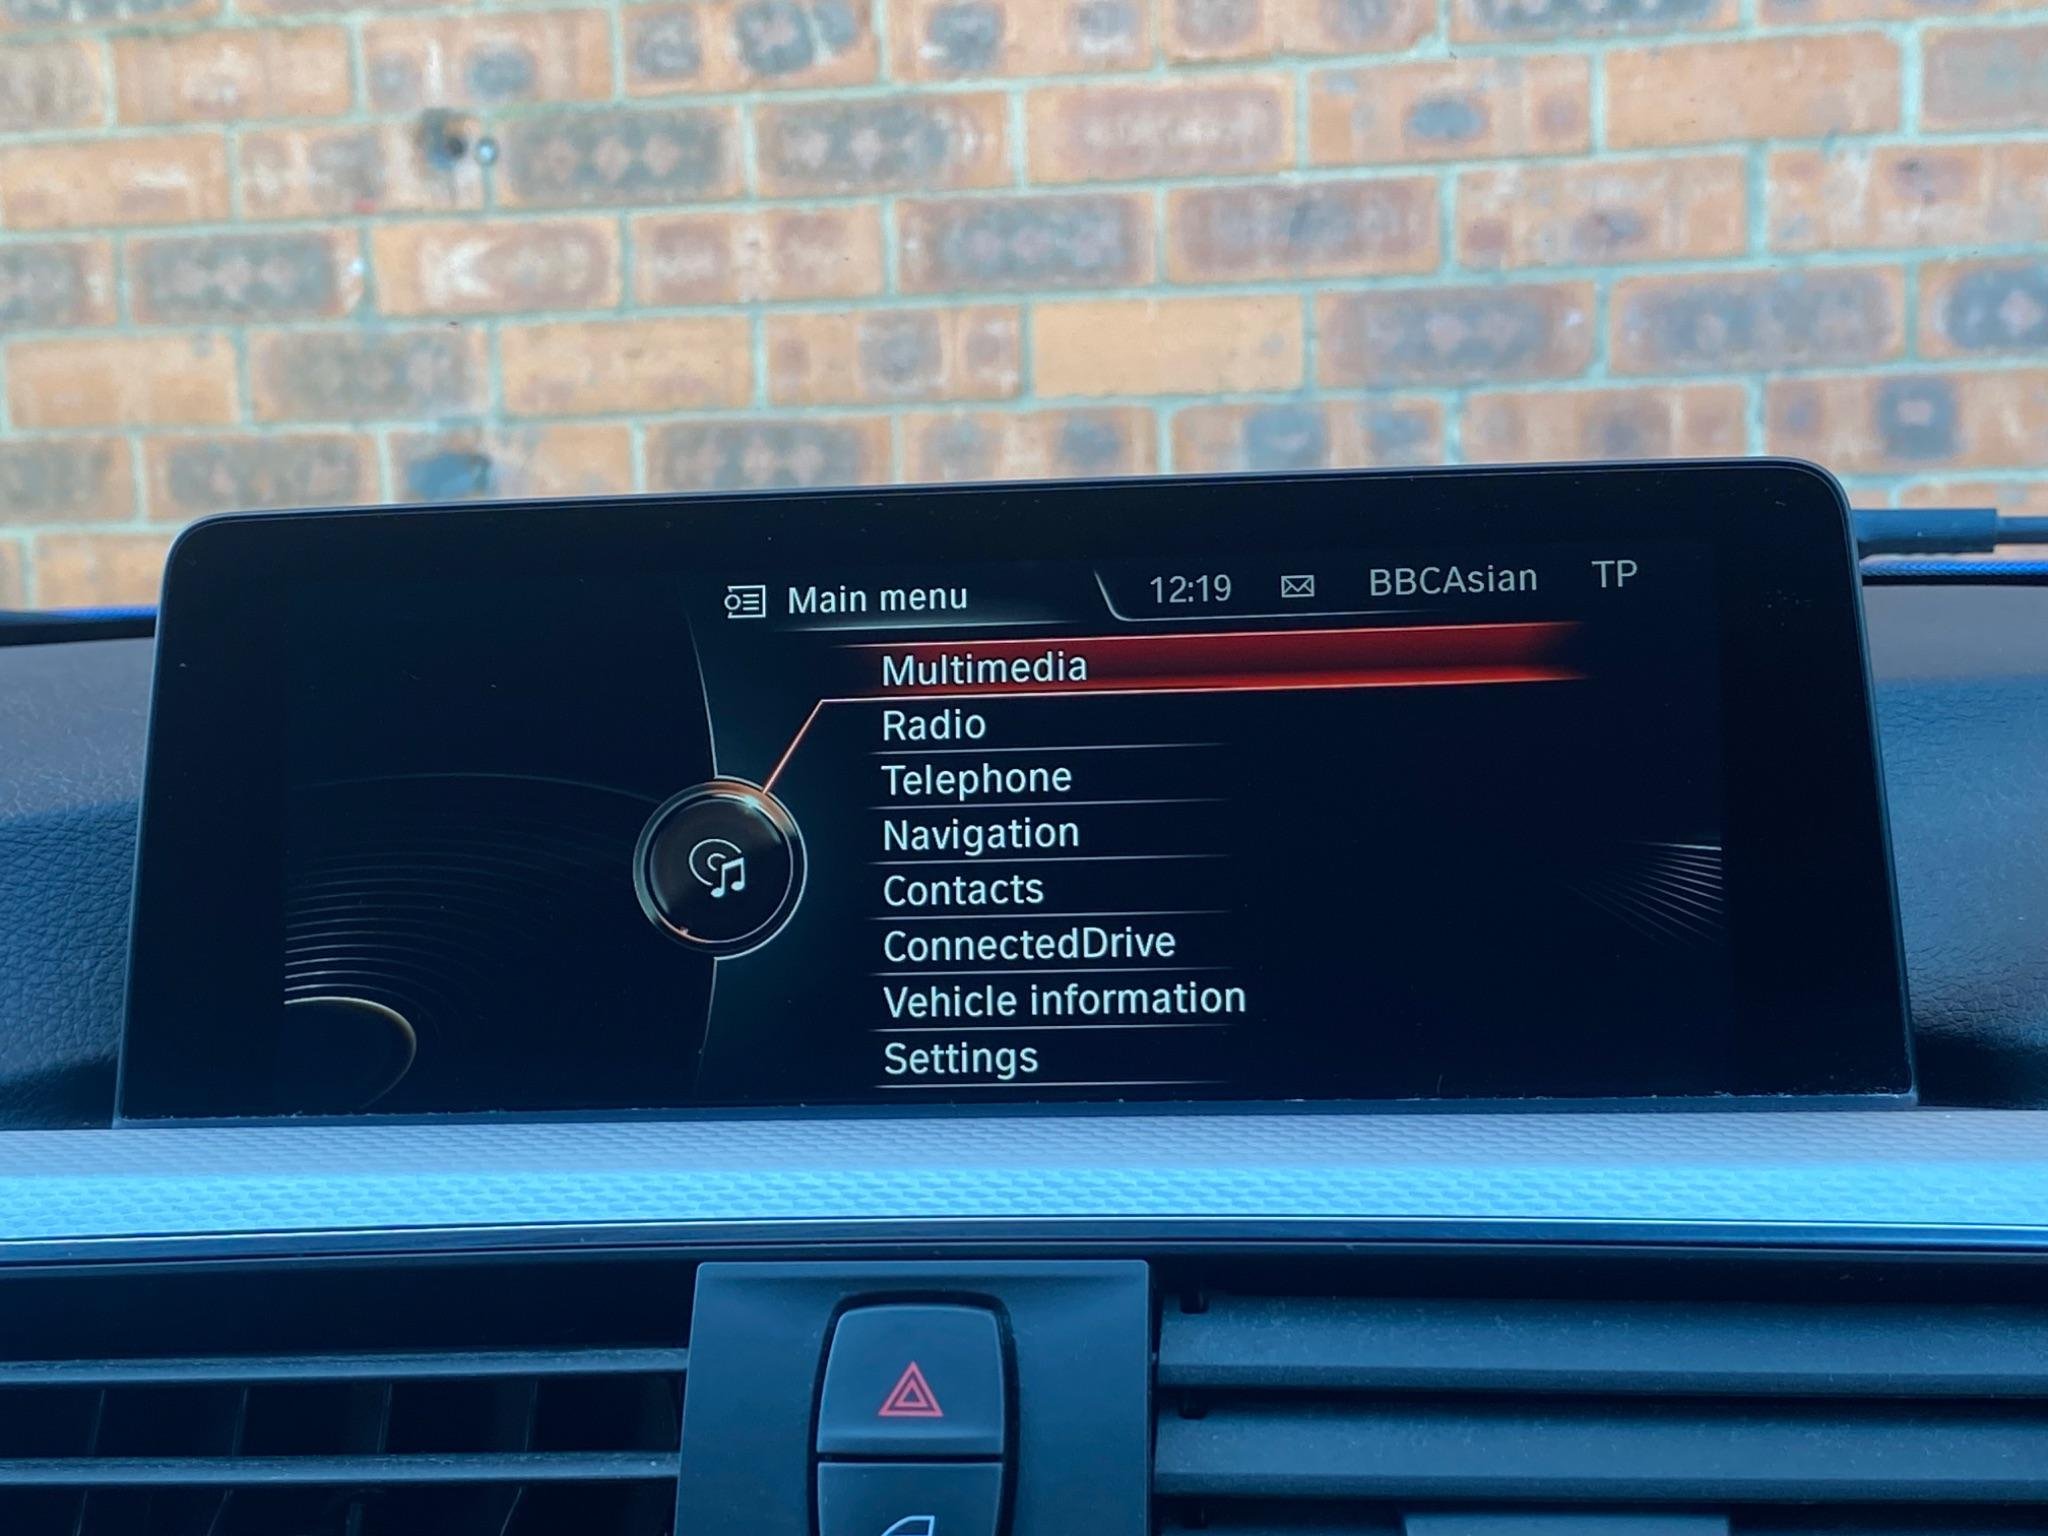 Main menu
12:19 BBCAsian TP
Multimedia
Radio
Telephone
Navigation
Contacts
ConnectedDrive
Vehicle information
Settings